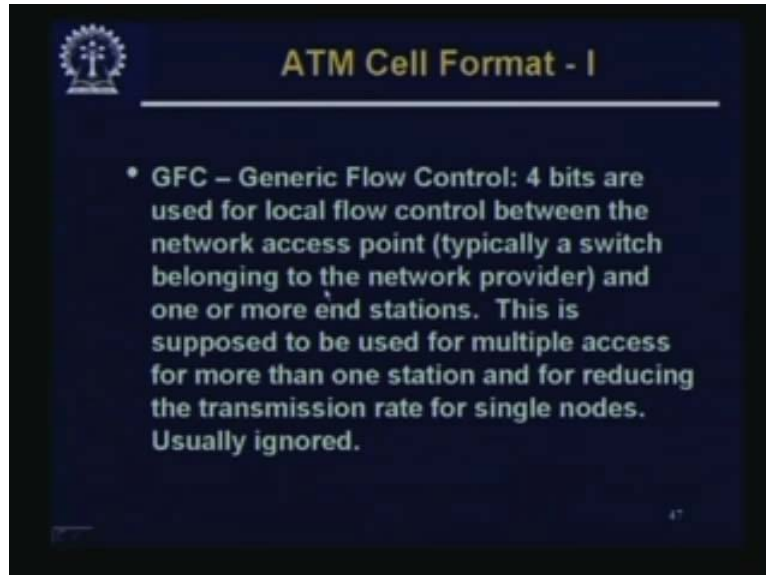 ATM Cell Format - I
• GFC – Generic Flow Control: 4 bits are
used for local flow control between the
network access point (typically a switch
belonging to the network provider) and
one or more end stations. This is
supposed to be used for multiple access
for more than one station and for reducing
the transmission rate for single nodes.
Usually ignored.
47